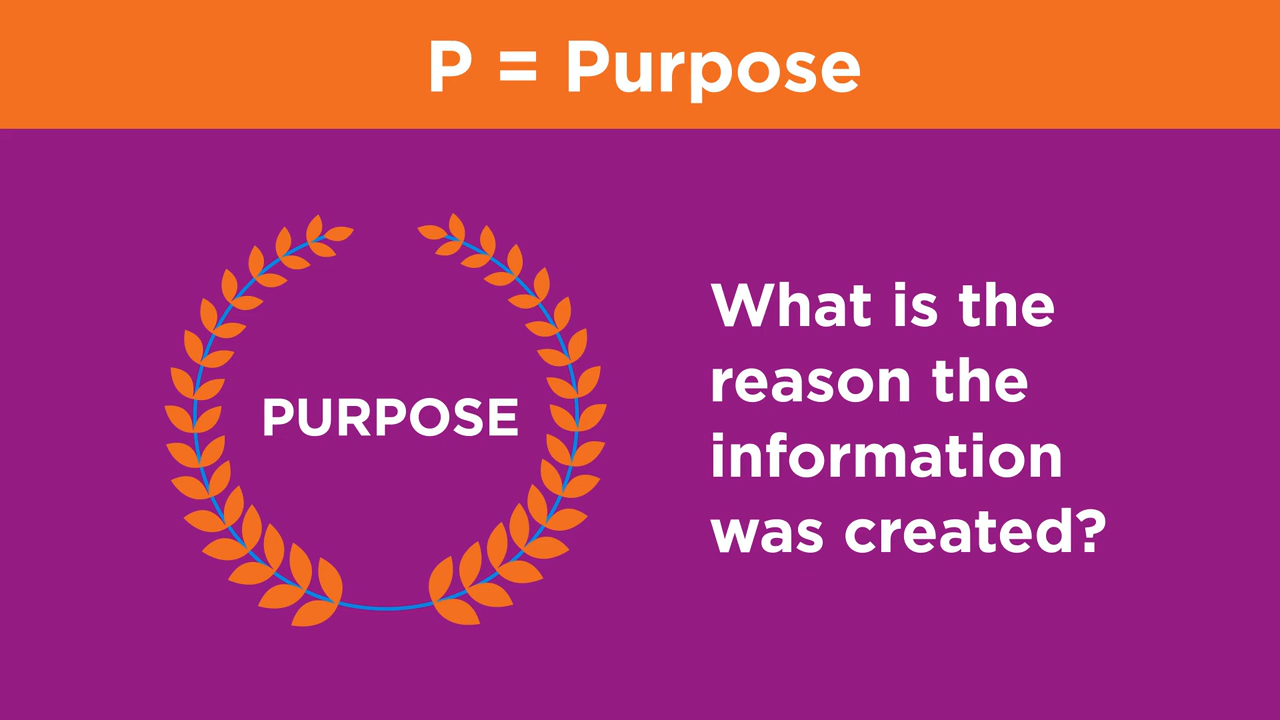 P = Purpose
PURPOSE
What is the
reason the
information
was created?